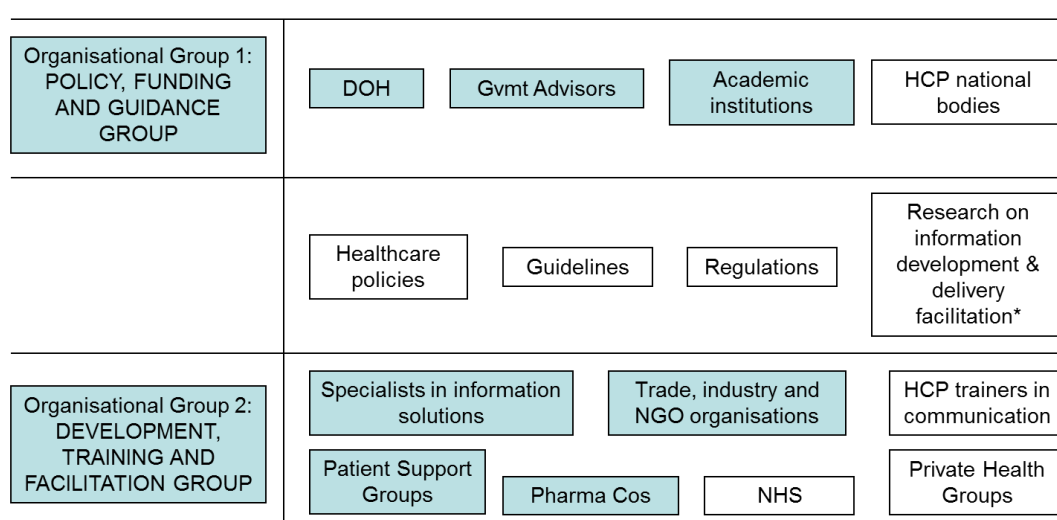 Organisational Group 1:
POLICY, FUNDING
AND GUIDANCE
GROUP
DOH
Gvmt Advisors
Academic
institutions
HCP national
bodies
Healthcare
policies
Guidelines
Regulations
Research on
information
development &
delivery
facilitation*
Organisational Group 2:
DEVELOPMENT,
TRAINING AND
FACILITATION GROUP
Specialists in information
solutions
Trade, industry and
NGO organisations
HCP trainers in
communication
Patient Support
Groups
Pharma Cos
NHS
Private Health
Groups